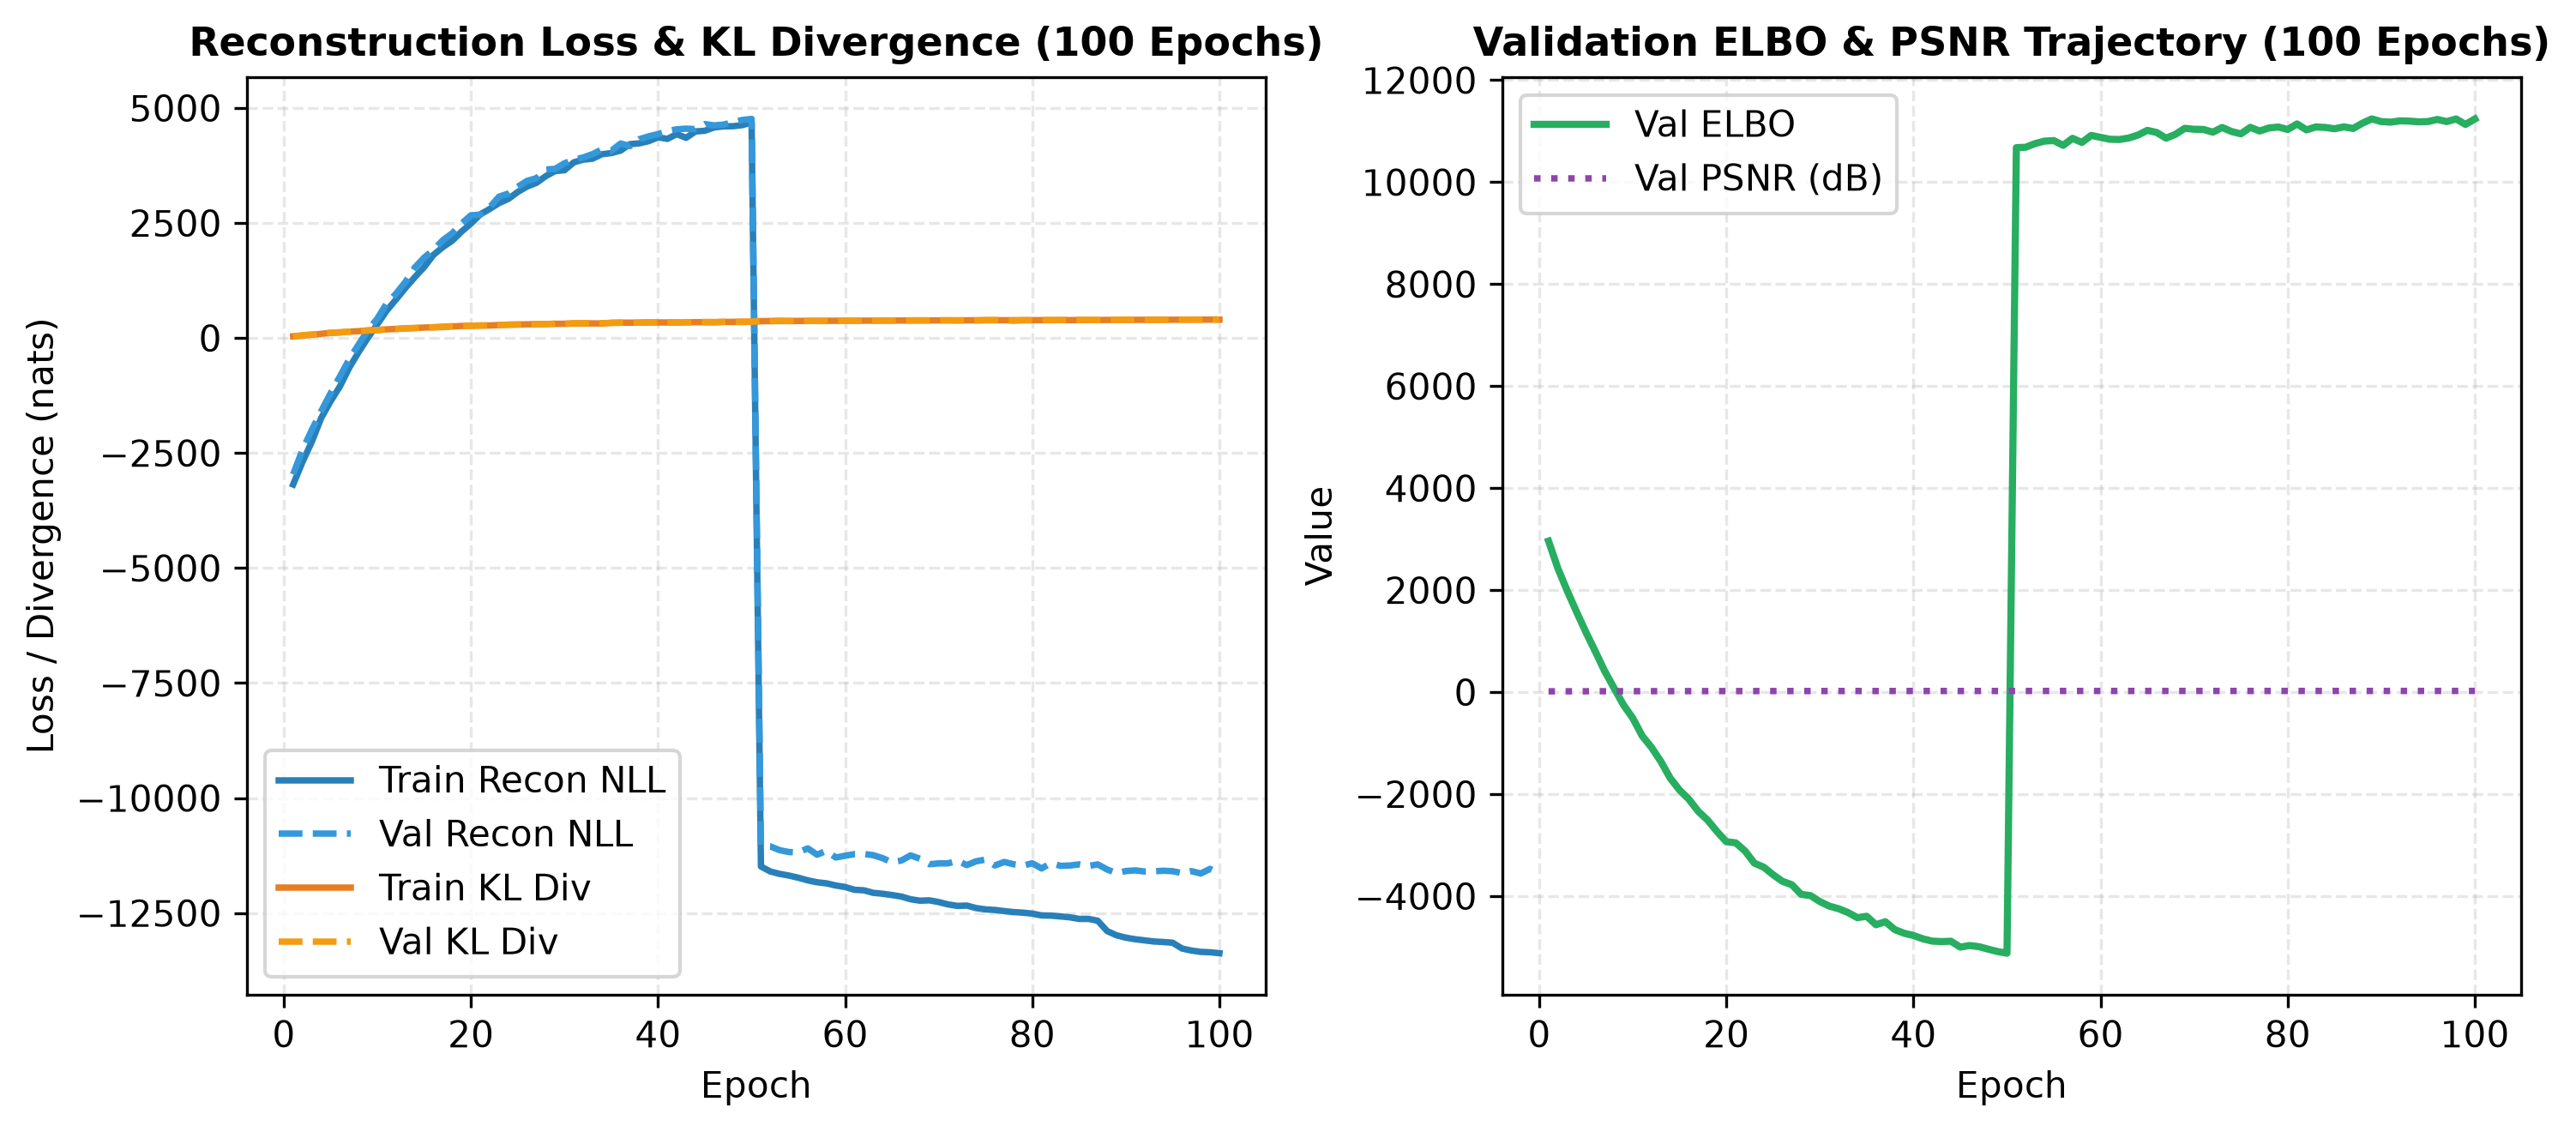 Reconstruction Loss & KL Divergence (100 Epochs)
Loss / Divergence (nats)
5000
2500
0
−2500
−5000
−7500
−10000
−12500
Train Recon NLL
Val Recon NLL
Train KL Div
Val KL Div
0 20 40 60 80 100
Epoch
Validation ELBO & PSNR Trajectory (100 Epochs)
Value
12000
10000
8000
6000
4000
2000
0
−2000
−4000
Val ELBO
Val PSNR (dB)
0 20 40 60 80 100
Epoch